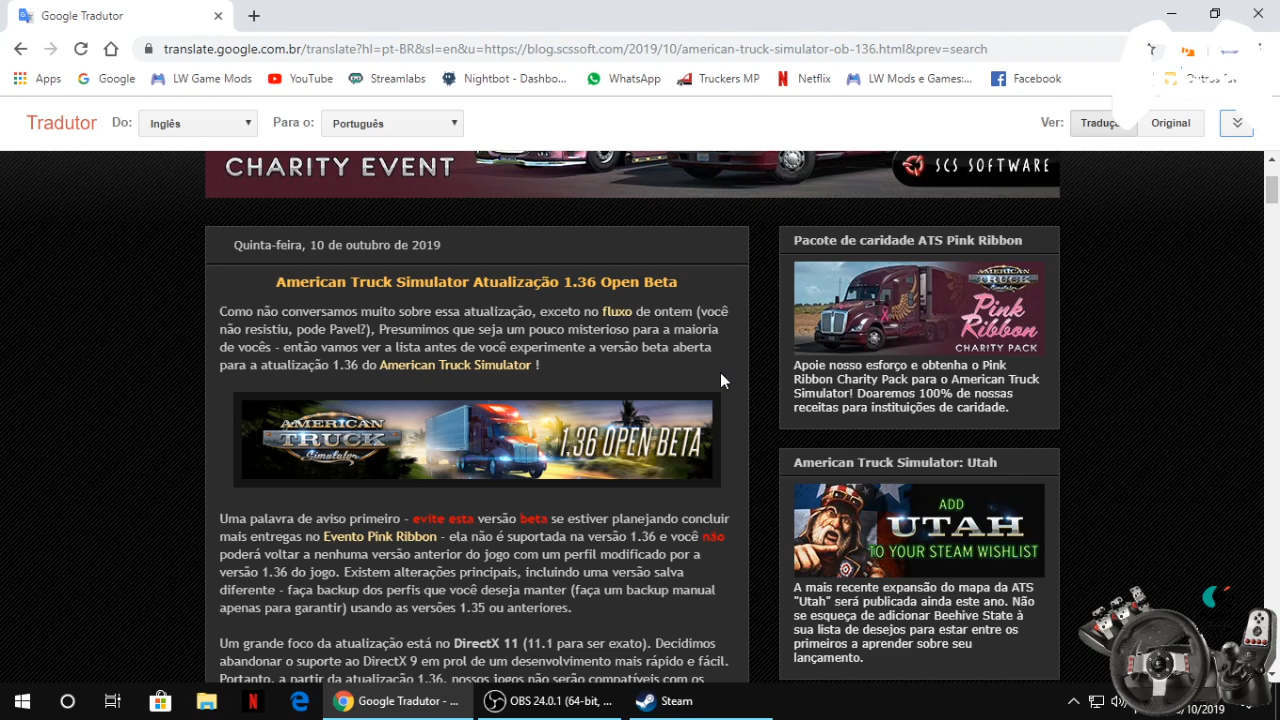 Google Tradutor
translate.google.com.br/translate?hl=pt-BR&sl=en&u=https://blog.scssoft.com/2019/10/american-truck-simulator-ob-136.html&prev=search
Apps Google LW Game Mods YouTube Streamlabs Nightbot - Dashbo... WhatsApp Truckers MP Netflix LW Mods e Games:... Facebook
Tradutor Do: Inglês Para o: Português Ver: Original
CHARITY EVENT
SCS SOFTWARE
Quinta-feira, 10 de outubro de 2019
American Truck Simulator Atualização 1.36 Open Beta
Como não conversamos muito sobre essa atualização, exceto no fluxo de ontem (você
não resistiu, pode Pavel?), Presumimos que seja um pouco misterioso para a maioria
de vocês - então vamos ver a lista antes de você experimente a versão beta aberta
para a atualização 1.36 do American Truck Simulator !
AMERICAN
TRUCK
Simulator
1.36 OPEN BETA
Uma palavra de aviso primeiro - evite esta versão beta se estiver planejando concluir
mais entregas no Evento Pink Ribbon - ela não é suportada na versão 1.36 e você não
poderá voltar a nenhuma versão anterior do jogo com um perfil modificado por a
versão 1.36 do jogo. Existem alterações principais, incluindo uma versão salva
diferente - faça backup dos perfis que você deseja manter (faça um backup manual
apenas para garantir) usando as versões 1.35 ou anteriores.
Um grande foco da atualização está no DirectX 11 (11.1 para ser exato). Decidimos
abandonar o suporte ao DirectX 9 em prol de um desenvolvimento mais rápido e fácil.
Portanto, a partir da atualização 1.36, nossos jogos não serão compatíveis com os
Pacote de caridade ATS Pink Ribbon
AMERICAN
TRUCK
Simulator
Pink
Ribbon
CHARITY PACK
Apoie nosso esforço e obtenha o Pink
Ribbon Charity Pack para o American Truck
Simulator! Doaremos 100% de nossas
receitas para instituições de caridade.
American Truck Simulator: Utah
ADD
UTAH
TO YOUR STEAM WISHLIST
A mais recente expansão do mapa da ATS
"Utah" será publicada ainda este ano. Não
se esqueça de adicionar Beehive State à
sua lista de desejos para estar entre os
primeiros a aprender sobre seu
lançamento.
Google Tradutor - ... OBS 24.0.1 (64-bit, ... Steam
/10/2019